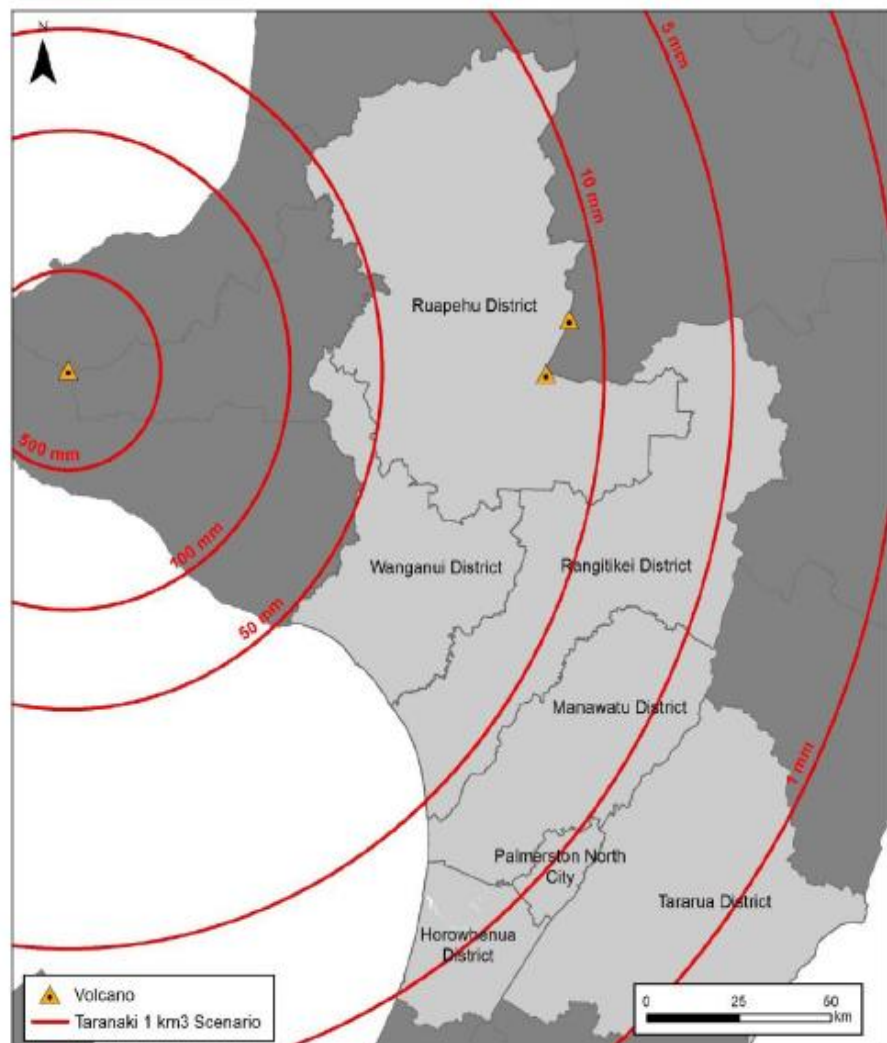 N
5 mm
10 mm
Ruapehu District
500 mm
100 mm
Wanganui District
Rangitikei District
50 mm
Manawatu District
1 mm
Palmerston North
City
Tararua District
Horowhenua
District
Volcano
Taranaki 1 km3 Scenario
0 25 50
km